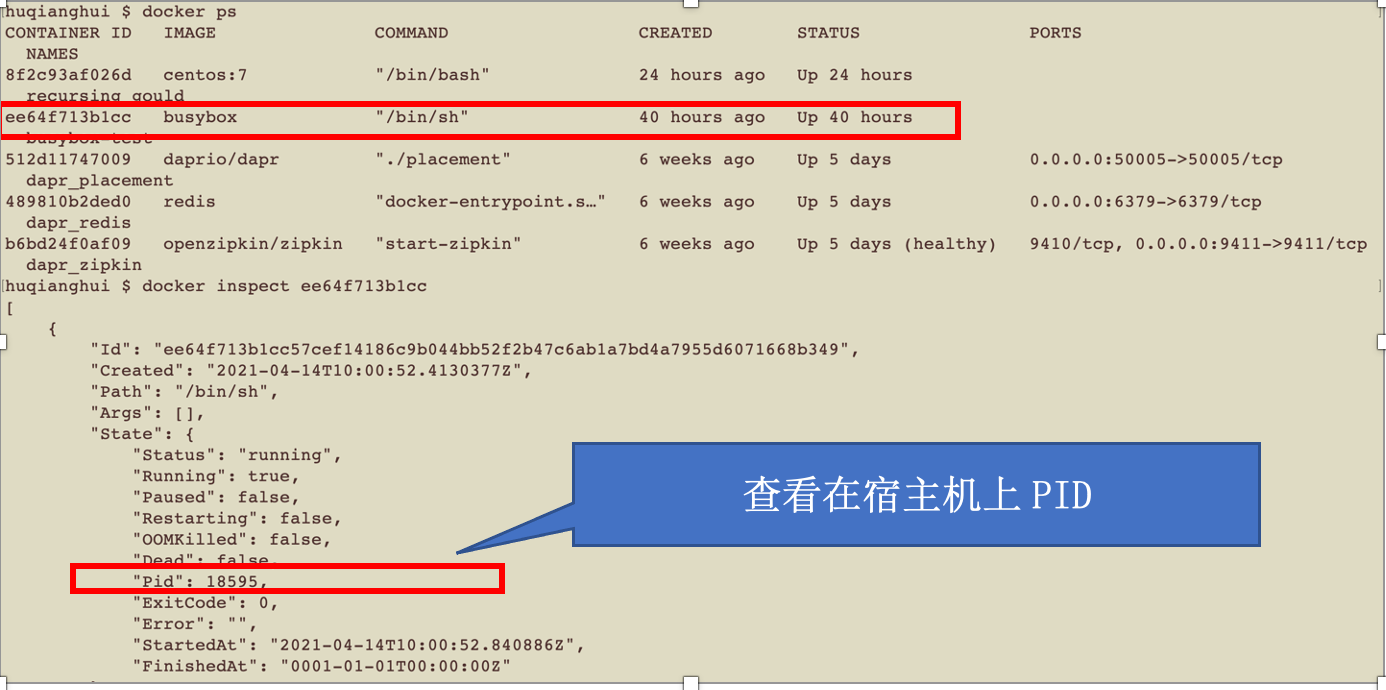 huqianghui $ docker ps
CONTAINER ID   IMAGE               COMMAND                  CREATED        STATUS                PORTS
  NAMES
8f2c93af026d   centos:7            "/bin/bash"              24 hours ago   Up 24 hours
  recursing_gould
ee64f713b1cc   busybox             "/bin/sh"                40 hours ago   Up 40 hours
  busybox-test
512d11747009   daprio/dapr         "./placement"            6 weeks ago    Up 5 days             0.0.0.0:50005->50005/tcp
  dapr_placement
489810b2ded0   redis               "docker-entrypoint.s…"   6 weeks ago    Up 5 days             0.0.0.0:6379->6379/tcp
  dapr_redis
b6bd24f0af09   openzipkin/zipkin   "start-zipkin"           6 weeks ago    Up 5 days (healthy)   9410/tcp, 0.0.0.0:9411->9411/tcp
  dapr_zipkin
huqianghui $ docker inspect ee64f713b1cc
[
    {
        "Id": "ee64f713b1cc57cef14186c9b044bb52f2b47c6ab1a7bd4a7955d6071668b349",
        "Created": "2021-04-14T10:00:52.4130377Z",
        "Path": "/bin/sh",
        "Args": [],
        "State": {
            "Status": "running",
            "Running": true,
            "Paused": false,
            "Restarting": false,
            "OOMKilled": false,
            "Dead": false,
            "Pid": 18595,
            "ExitCode": 0,
            "Error": "",
            "StartedAt": "2021-04-14T10:00:52.840886Z",
            "FinishedAt": "0001-01-01T00:00:00Z"
查看在宿主机上 PID